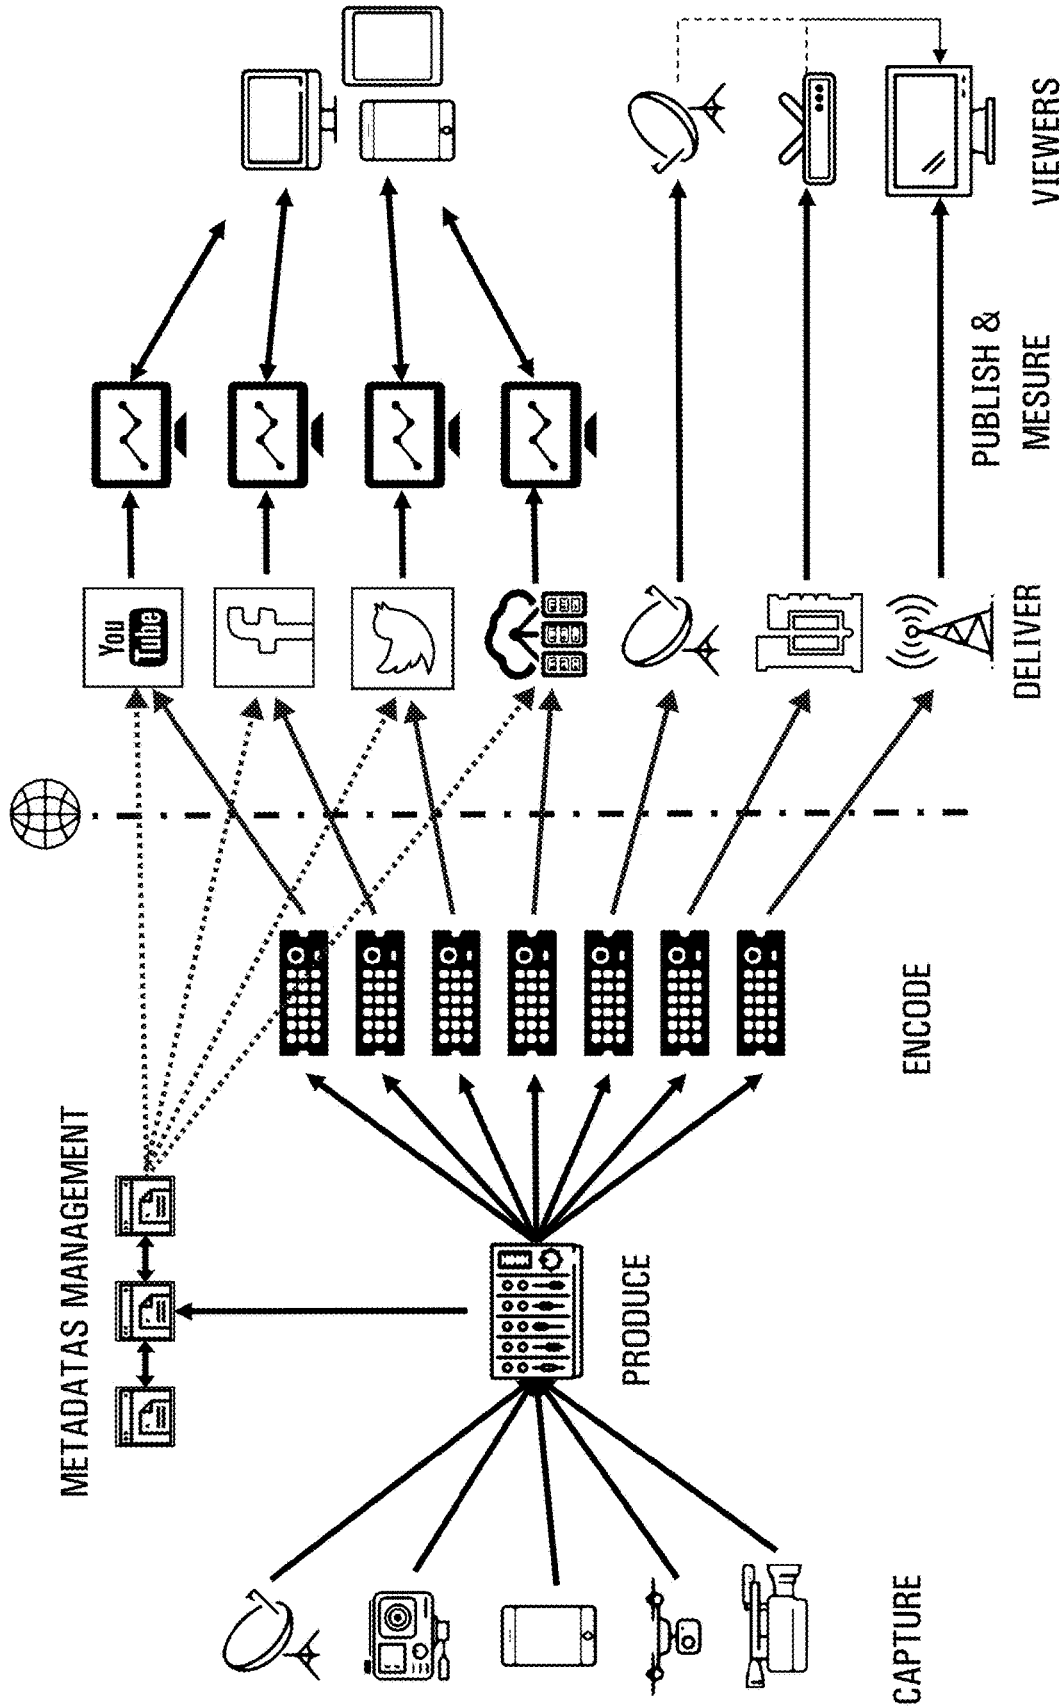 METADATAS MANAGEMENT
You
Tube
f
CAPTURE
PRODUCE
ENCODE
DELIVER
PUBLISH &
MESURE
VIEWERS